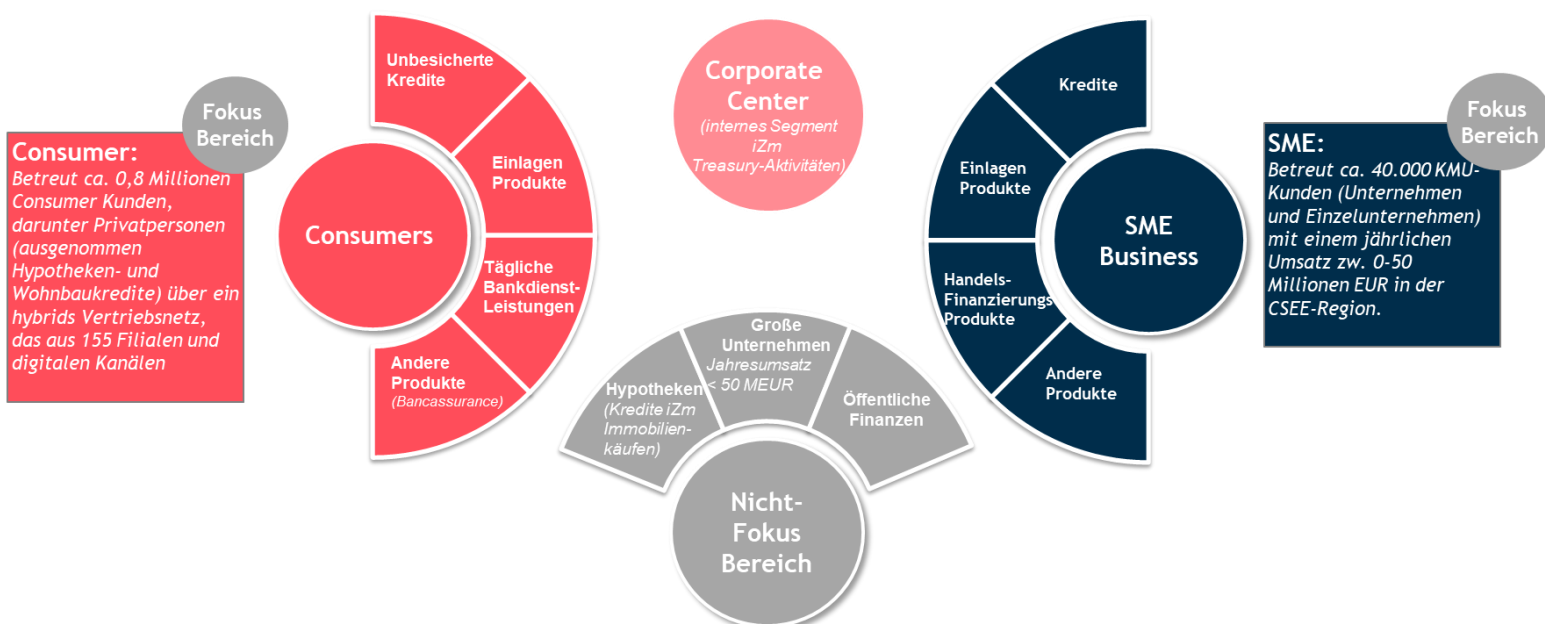 Fokus
Bereich
Consumer:
Betreut ca. 0,8 Millionen
Consumer Kunden,
darunter Privatpersonen
(ausgenommen
Hypotheken- und
Wohnbaukredite) über ein
hybrids Vertriebsnetz,
das aus 155 Filialen und
digitalen Kanälen
Consumers
Unbesicherte
Kredite
Einlagen
Produkte
Tägliche
Bankdienst-
Leistungen
Andere
Produkte
(Bancassurance)
Corporate
Center
(internes Segment
iZm
Treasury-Aktivitäten)
Hypotheken
(Kredite iZm
Immobilien-
käufen)
Große
Unternehmen
Jahresumsatz
< 50 MEUR
Öffentliche
Finanzen
Nicht-
Fokus
Bereich
Kredite
Einlagen
Produkte
Handels-
Finanzierungs
Produkte
Andere
Produkte
SME
Business
Fokus
Bereich
SME:
Betreut ca. 40.000 KMU-
Kunden (Unternehmen
und Einzelunternehmen)
mit einem jährlichen
Umsatz zw. 0-50
Millionen EUR in der
CSEE-Region.